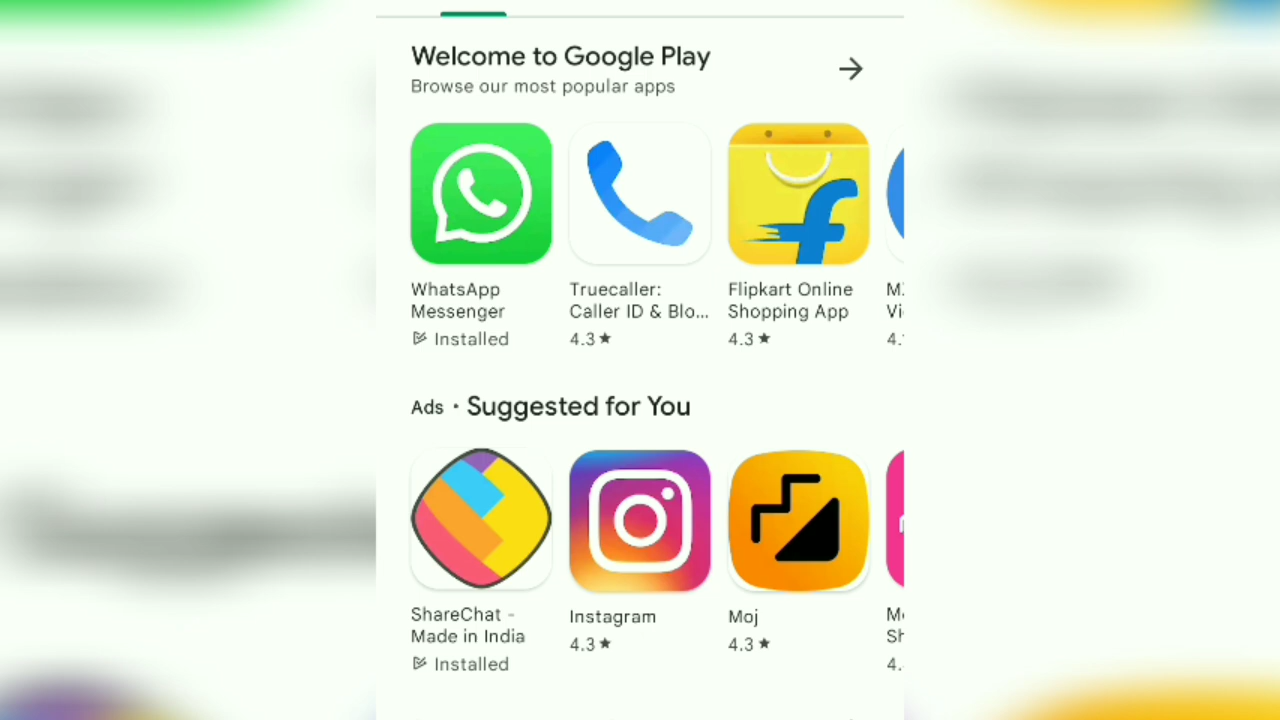 Welcome to Google Play
Browse our most popular apps
WhatsApp Messenger
Installed
Truecaller: Caller ID & Blo...
4.3★
Flipkart Online Shopping App
4.3★
Ads · Suggested for You
ShareChat - Made in India
Installed
Instagram
4.3★
Moj
4.3★